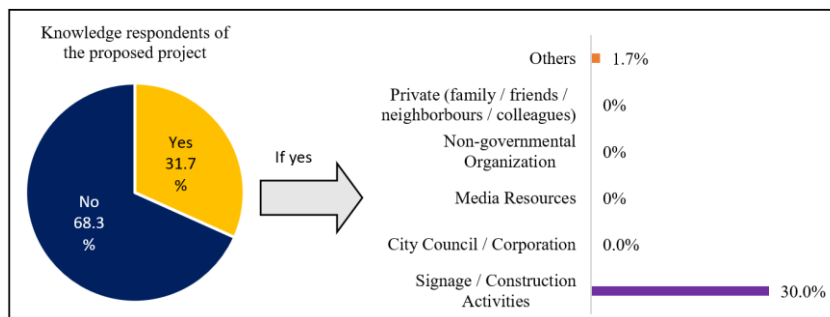 Knowledge respondents of
the proposed project
Yes
31.7
%
No
68.3
%
If yes
Others
1.7%
Private (family / friends /
neighborbours / colleagues)
0%
Non-governmental
Organization
0%
Media Resources
0%
City Council / Corporation
0.0%
Signage / Construction
Activities
30.0%